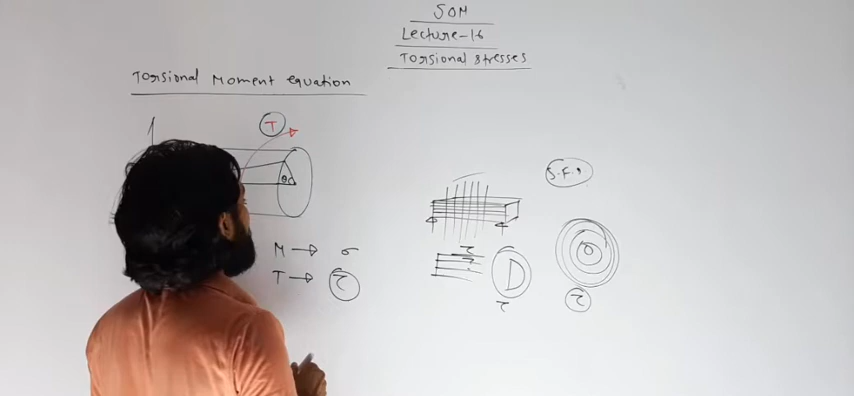 SOM
Lecture-16
Torsional stresses
Torsional Moment equation
T
θ
S.F.D
M → σ
T → τ
τ
τ
τ